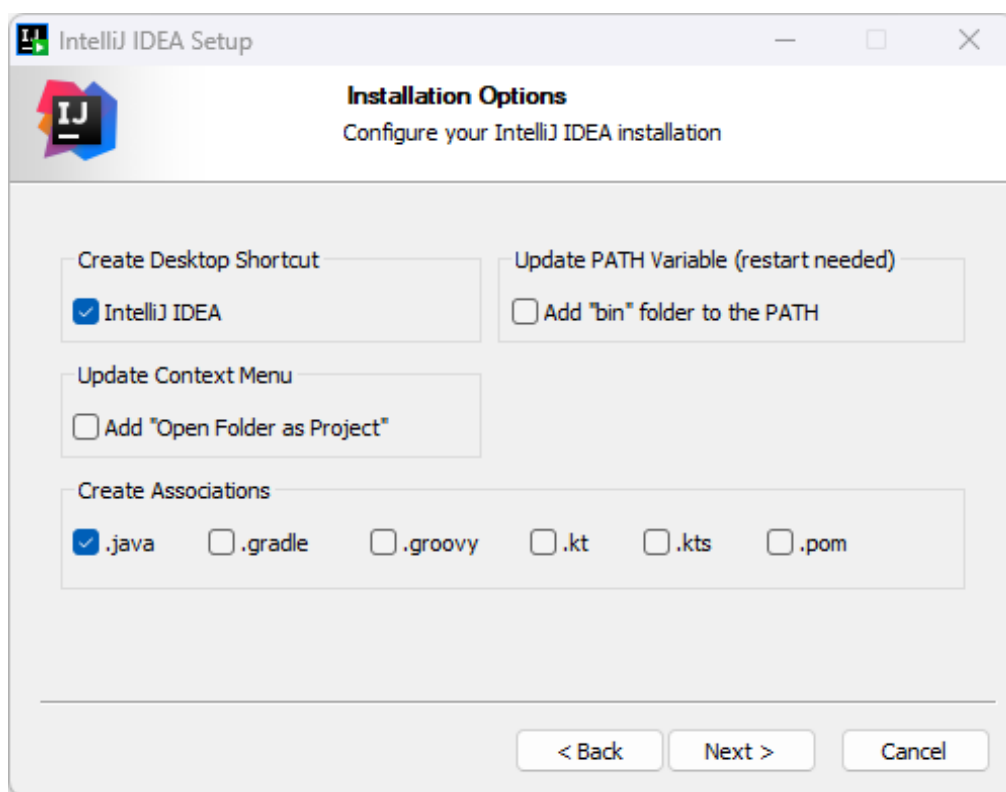 IntelliJ IDEA Setup
IJ
Installation Options
Configure your IntelliJ IDEA installation
Create Desktop Shortcut
IntelliJ IDEA
Update PATH Variable (restart needed)
Add "bin" folder to the PATH
Update Context Menu
Add "Open Folder as Project"
Create Associations
.java .gradle .groovy .kt .kts .pom
< Back Next > Cancel